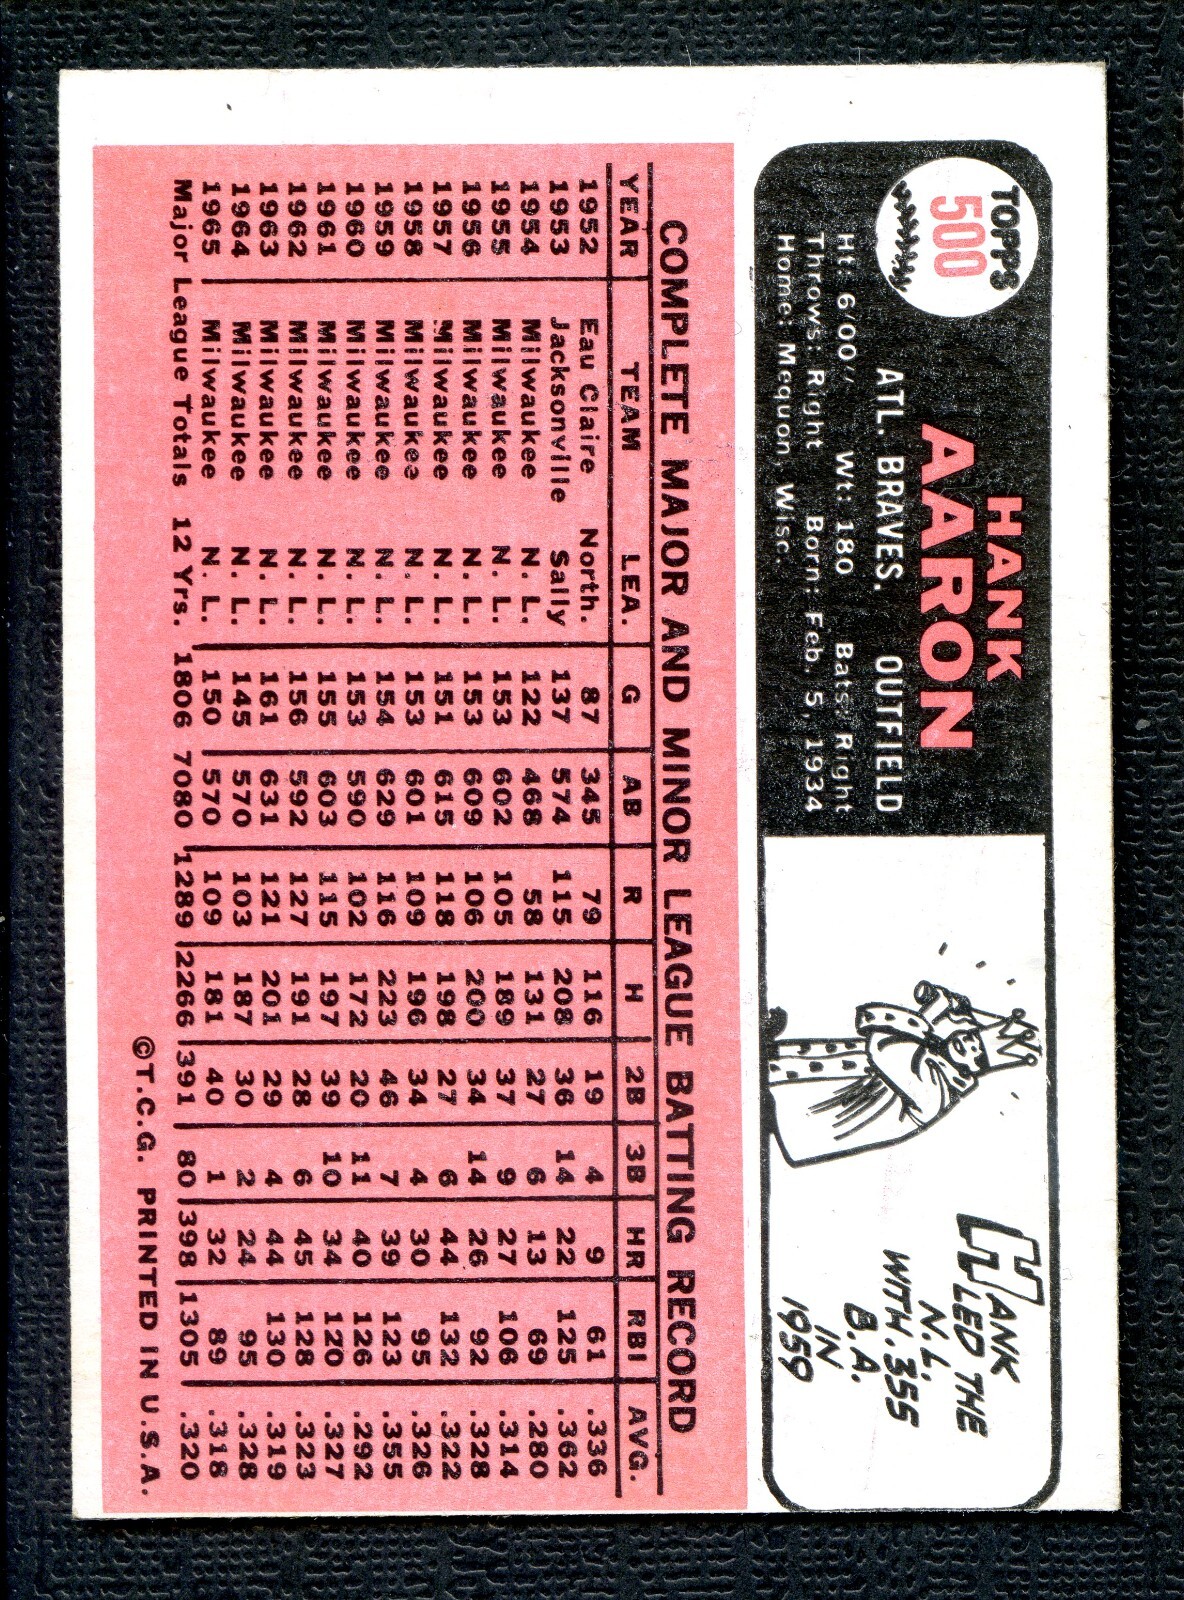 TOPPS
500
HANK
AARON
ATL. BRAVES. OUTFIELD
Ht: 6'00" Wt: 180 Bats: Right
Throws: Right Born: Feb. 5, 1934
Home: Mequon, Wisc.
HANK
LED THE
N.L.
WITH .355
B.A.
IN
1959
COMPLETE MAJOR AND MINOR LEAGUE BATTING RECORD
YEAR TEAM LEA. G AB R H 2B 3B HR RBI AVG.
1952 Eau Claire North. 87 345 79 116 19 4 9 61 .336
1953 Jacksonville Sally 137 574 115 208 36 14 22 125 .362
1954 Milwaukee N. L. 122 468 58 131 27 6 13 69 .280
1955 Milwaukee N. L. 153 602 105 189 37 9 27 106 .314
1956 Milwaukee N. L. 153 609 106 200 34 14 26 92 .328
1957 Milwaukee N. L. 151 615 118 198 27 6 44 132 .322
1958 Milwaukee N. L. 153 601 109 196 34 4 30 95 .326
1959 Milwaukee N. L. 154 629 116 223 46 7 39 123 .355
1960 Milwaukee N. L. 153 590 102 172 20 11 40 126 .292
1961 Milwaukee N. L. 155 603 115 197 39 10 34 120 .327
1962 Milwaukee N. L. 156 592 127 191 28 6 45 128 .323
1963 Milwaukee N. L. 161 631 121 201 29 4 44 130 .319
1964 Milwaukee N. L. 145 570 103 187 30 2 24 95 .328
1965 Milwaukee N. L. 150 570 109 181 40 1 32 89 .318
Major League Totals 12 Yrs. 1806 7080 1289 2266 391 80 398 1305 .320
©T.C.G. PRINTED IN U.S.A.